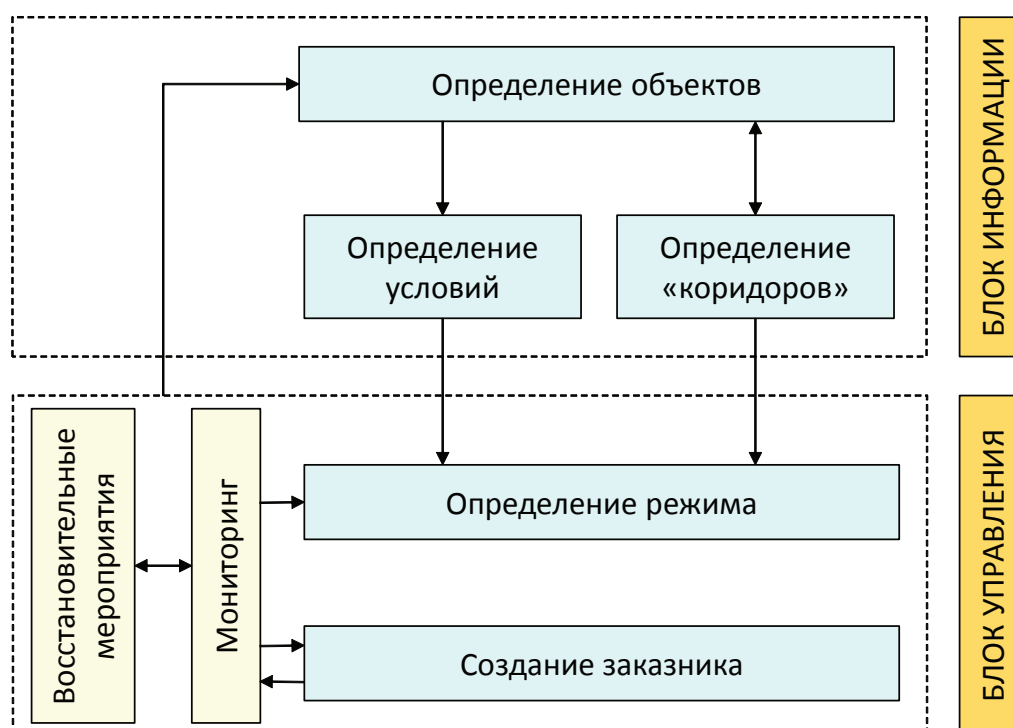 Определение объектов
Определение
условий
Определение
«коридоров»
БЛОК ИНФОРМАЦИИ
Восстановительные
мероприятия
Мониторинг
Определение режима
Создание заказника
БЛОК УПРАВЛЕНИЯ